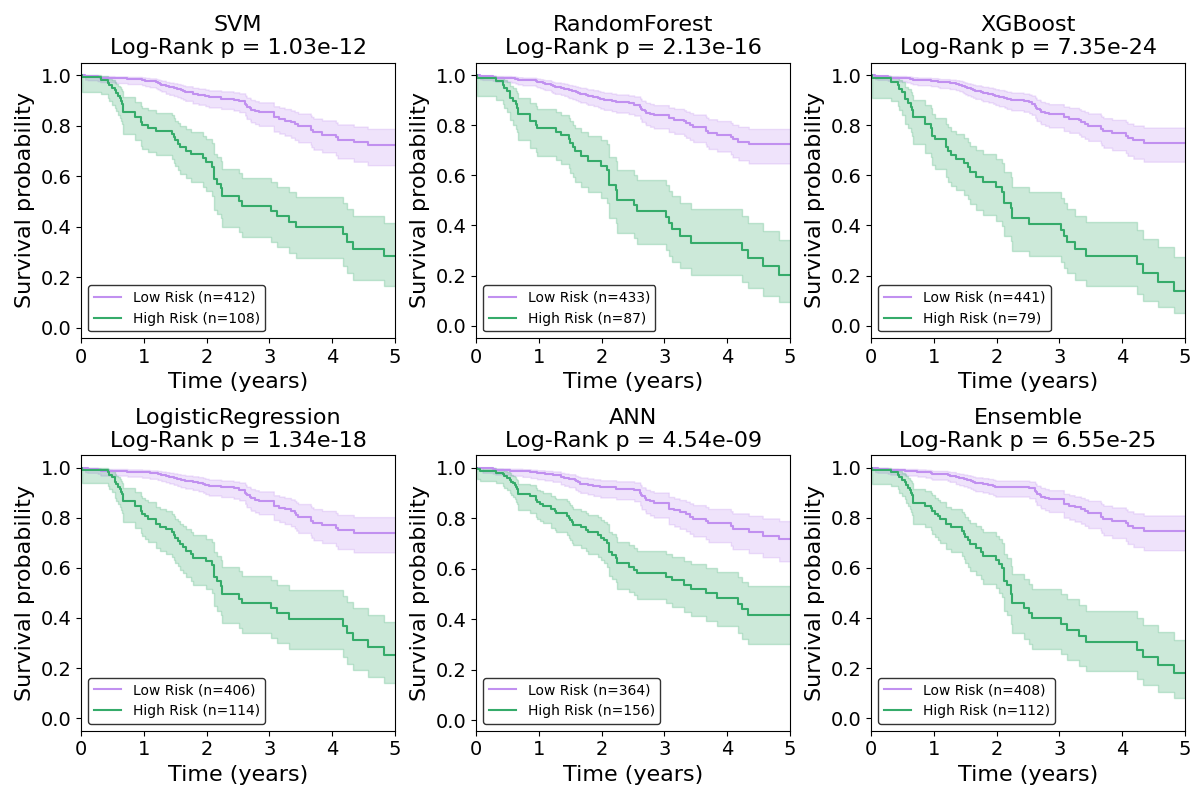 SVM
Log-Rank p = 1.03e-12
Survival probability
1.0
0.8
0.6
0.4
0.2
0.0
Low Risk (n=412)
High Risk (n=108)
0 1 2 3 4 5
Time (years)
RandomForest
Log-Rank p = 2.13e-16
Survival probability
1.0
0.8
0.6
0.4
0.2
0.0
Low Risk (n=433)
High Risk (n=87)
0 1 2 3 4 5
Time (years)
XGBoost
Log-Rank p = 7.35e-24
Survival probability
1.0
0.8
0.6
0.4
0.2
0.0
Low Risk (n=441)
High Risk (n=79)
0 1 2 3 4 5
Time (years)
LogisticRegression
Log-Rank p = 1.34e-18
Survival probability
1.0
0.8
0.6
0.4
0.2
0.0
Low Risk (n=406)
High Risk (n=114)
0 1 2 3 4 5
Time (years)
ANN
Log-Rank p = 4.54e-09
Survival probability
1.0
0.8
0.6
0.4
0.2
0.0
Low Risk (n=364)
High Risk (n=156)
0 1 2 3 4 5
Time (years)
Ensemble
Log-Rank p = 6.55e-25
Survival probability
1.0
0.8
0.6
0.4
0.2
0.0
Low Risk (n=408)
High Risk (n=112)
0 1 2 3 4 5
Time (years)